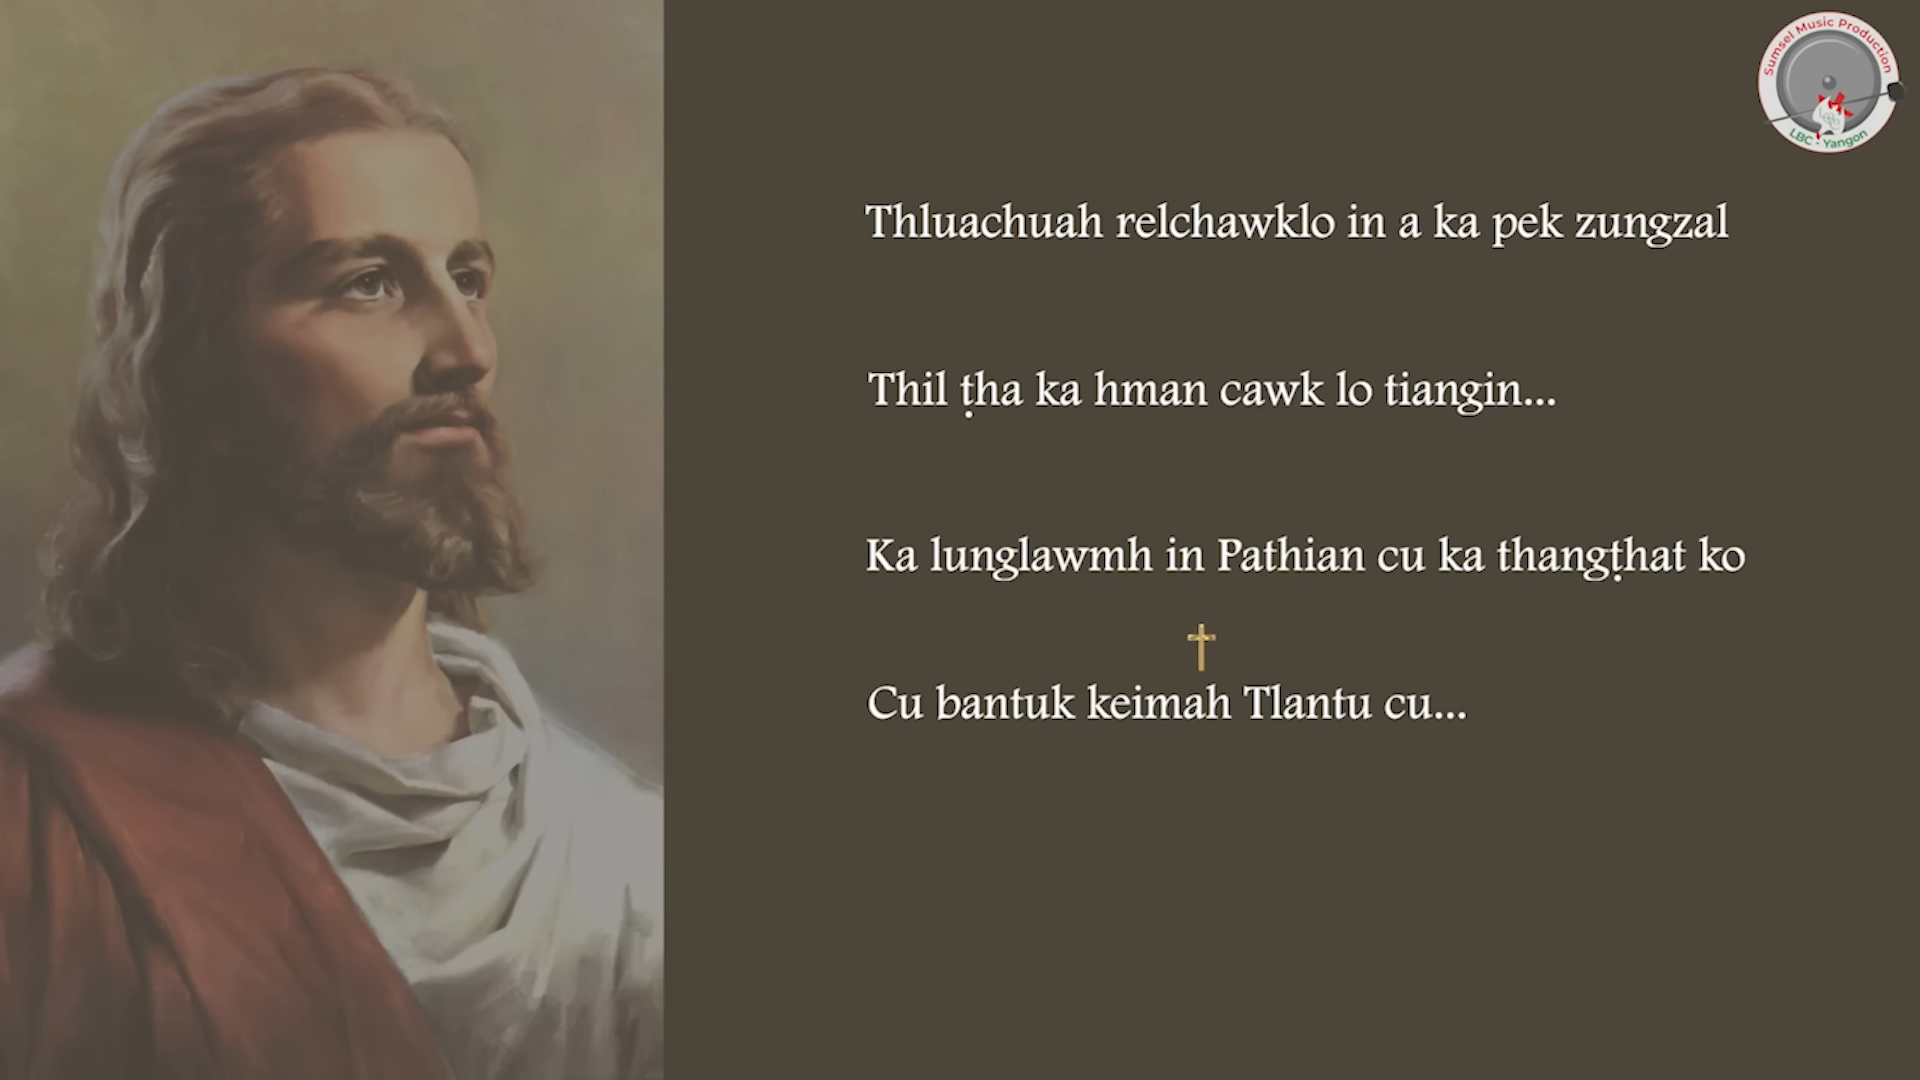 Sumsel Music Production
LBC - Yangon
Thluachuah relchawklo in a ka pek zungzal
Thil ṭha ka hman cawk lo tiangin...
Ka lunglawmh in Pathian cu ka thangṭhat ko
Cu bantuk keimah Tlantu cu...